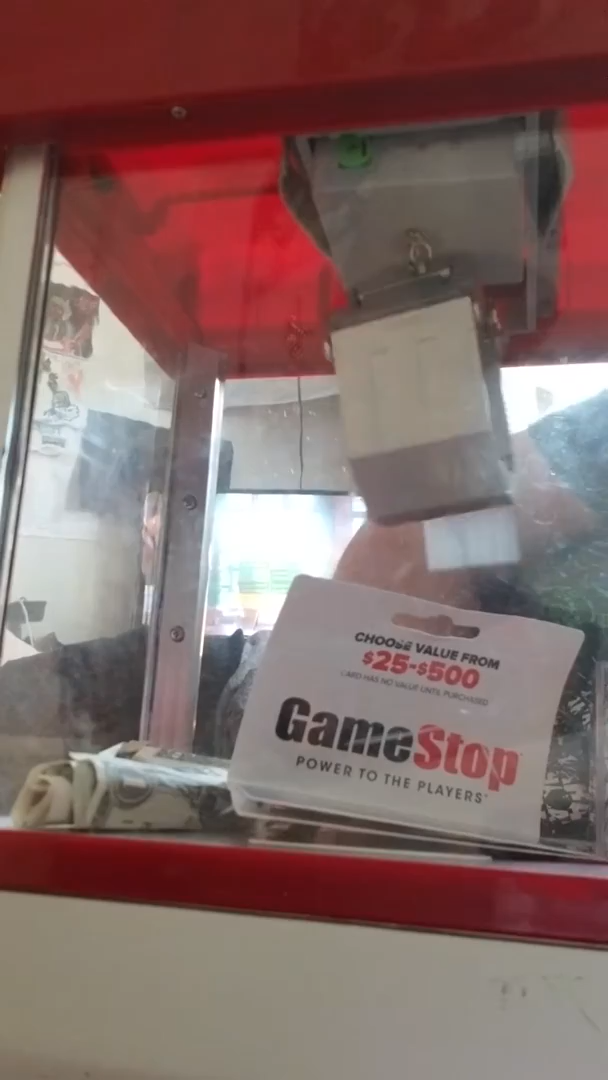 CHOOSE VALUE FROM
$25-$500
CARD HAS NO VALUE UNTIL PURCHASED
GameStop
POWER TO THE PLAYERS